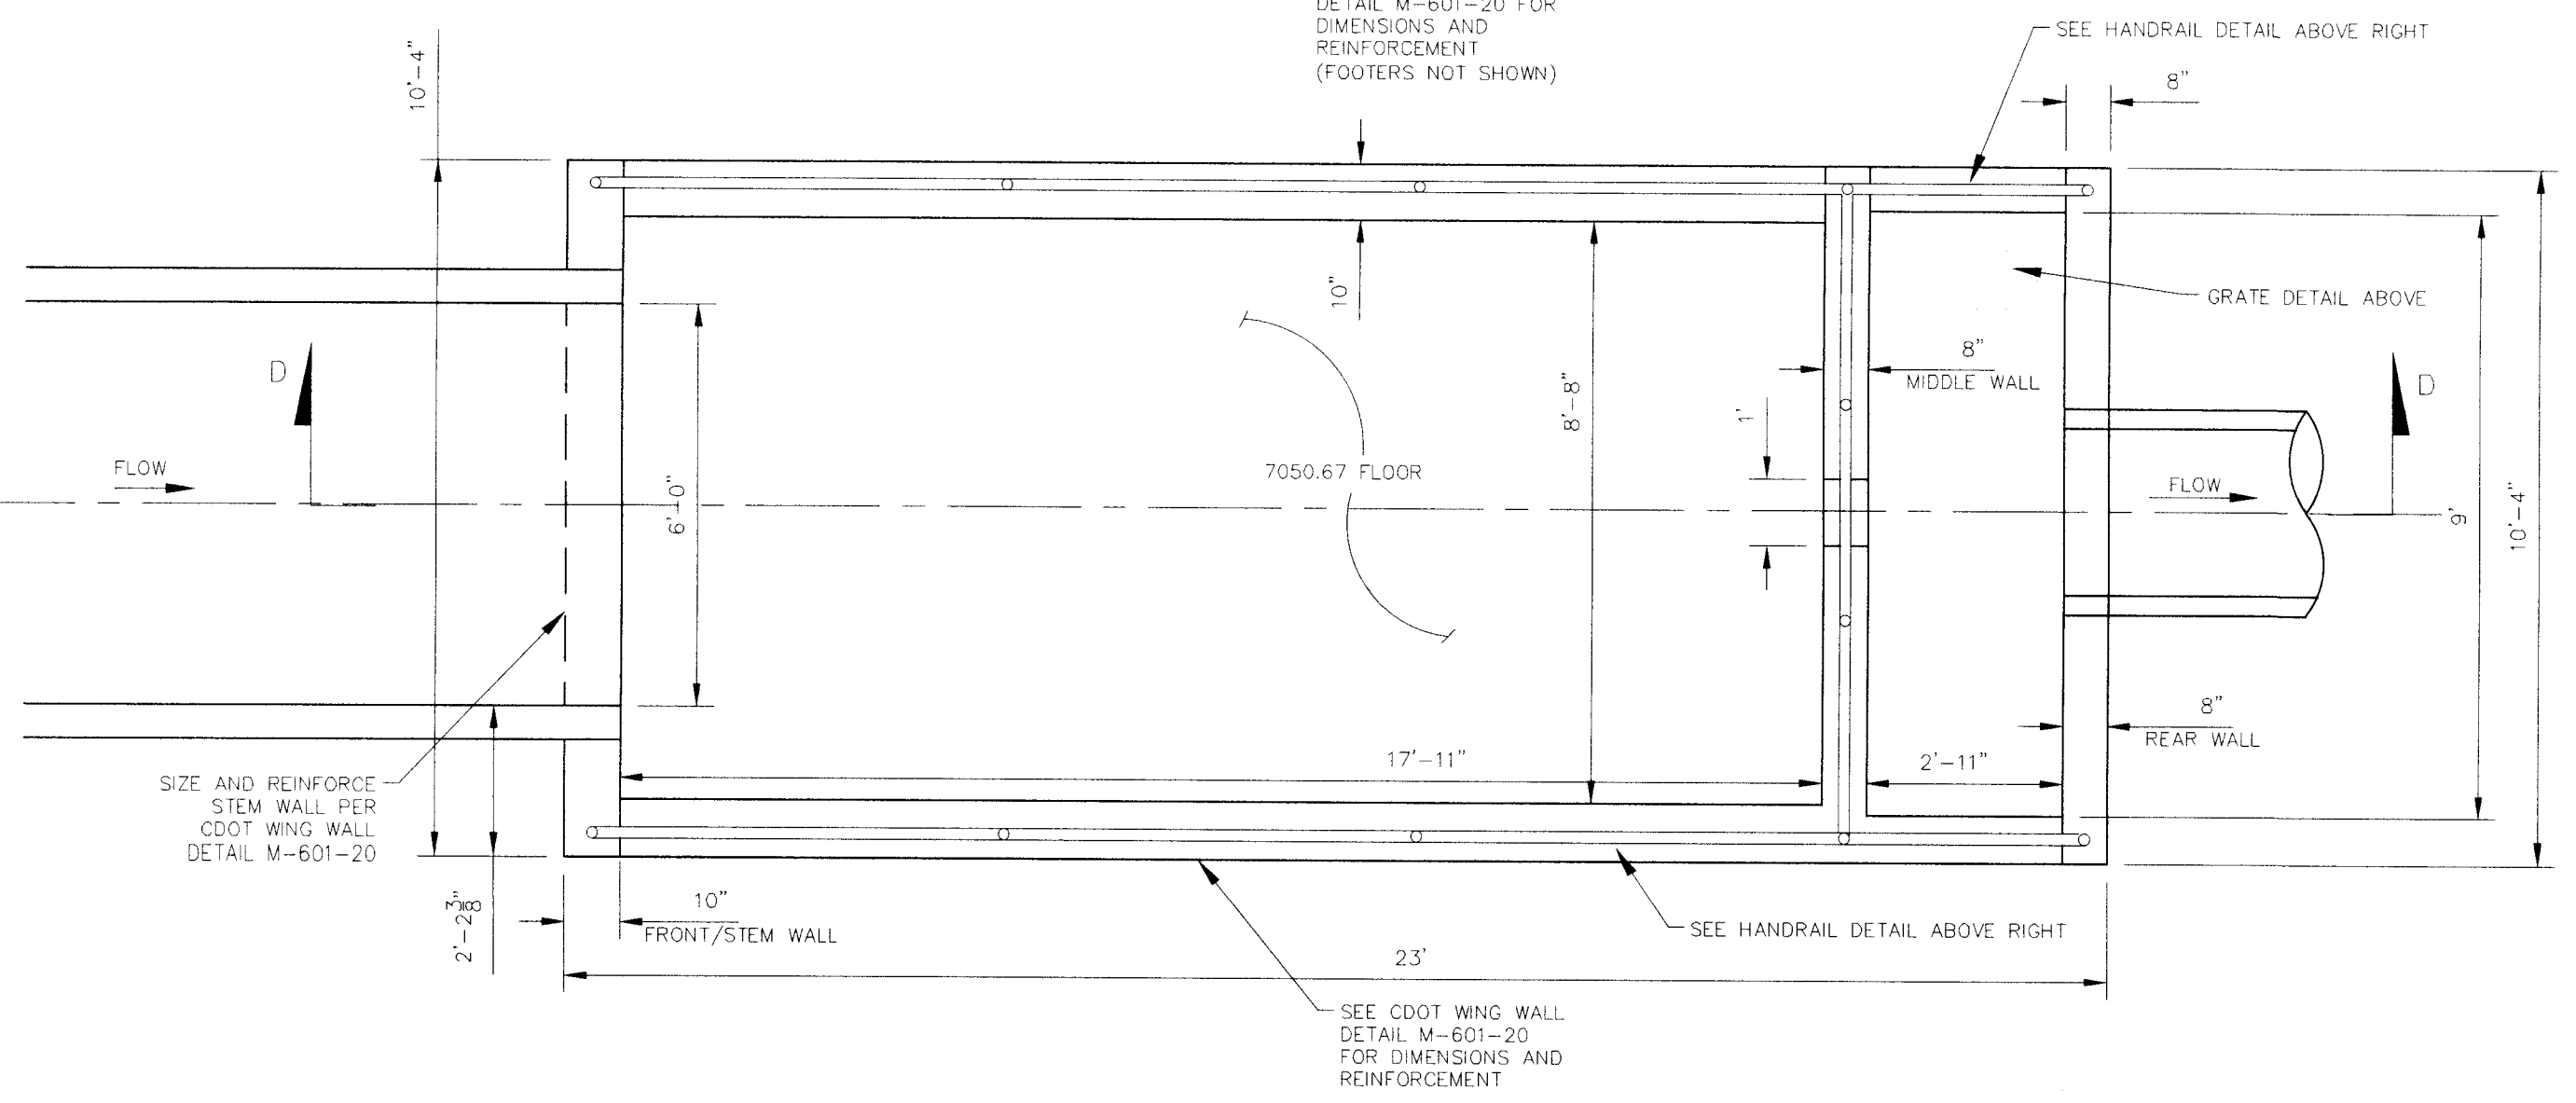 DETAIL M-601-20 FOR
DIMENSIONS AND
REINFORCEMENT
(FOOTERS NOT SHOWN)
SEE HANDRAIL DETAIL ABOVE RIGHT
10'-4"
8"
10"
GRATE DETAIL ABOVE
D
8"
MIDDLE WALL
D
8'-8"
1'
FLOW
7050.67 FLOOR
6'-0"
FLOW
9'
10'-4"
8"
REAR WALL
17'-11"
2'-11"
SIZE AND REINFORCE
STEM WALL PER
CDOT WING WALL
DETAIL M-601-20
2'-2 3/8"
10"
FRONT/STEM WALL
SEE HANDRAIL DETAIL ABOVE RIGHT
23'
SEE CDOT WING WALL
DETAIL M-601-20
FOR DIMENSIONS AND
REINFORCEMENT